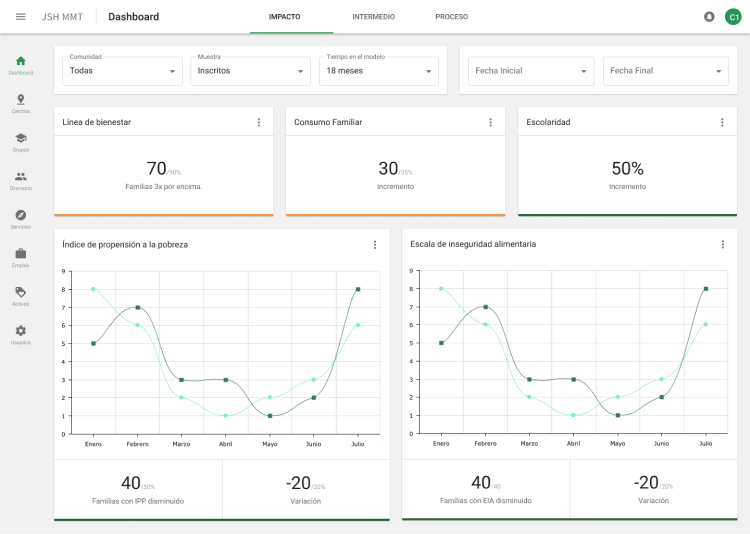 JSH MMT
Dashboard
IMPACTO
INTERMEDIO
PROCESO
C1
Dashboard
Centros
Grupos
Directorio
Servicios
Empleo
Activos
Usuarios
Comunidad
Todas
Muestra
Inscritos
Tiempo en el modelo
18 meses
Fecha Inicial
Fecha Final
Línea de bienestar
70/90%
Familias 3x por encima.
Consumo Familiar
30/35%
Incremento
Escolaridad
50%
Incremento
Índice de propensión a la pobreza
9
8
7
6
5
4
3
2
1
0
Enero Febrero Marzo Abril Mayo Junio Julio
40/50%
Familias con IPP disminuido
-20/20%
Variación
Escala de inseguridad alimentaria
9
8
7
6
5
4
3
2
1
0
Enero Febrero Marzo Abril Mayo Junio Julio
40/40
Familias con EIA disminuido
-20/20%
Variación